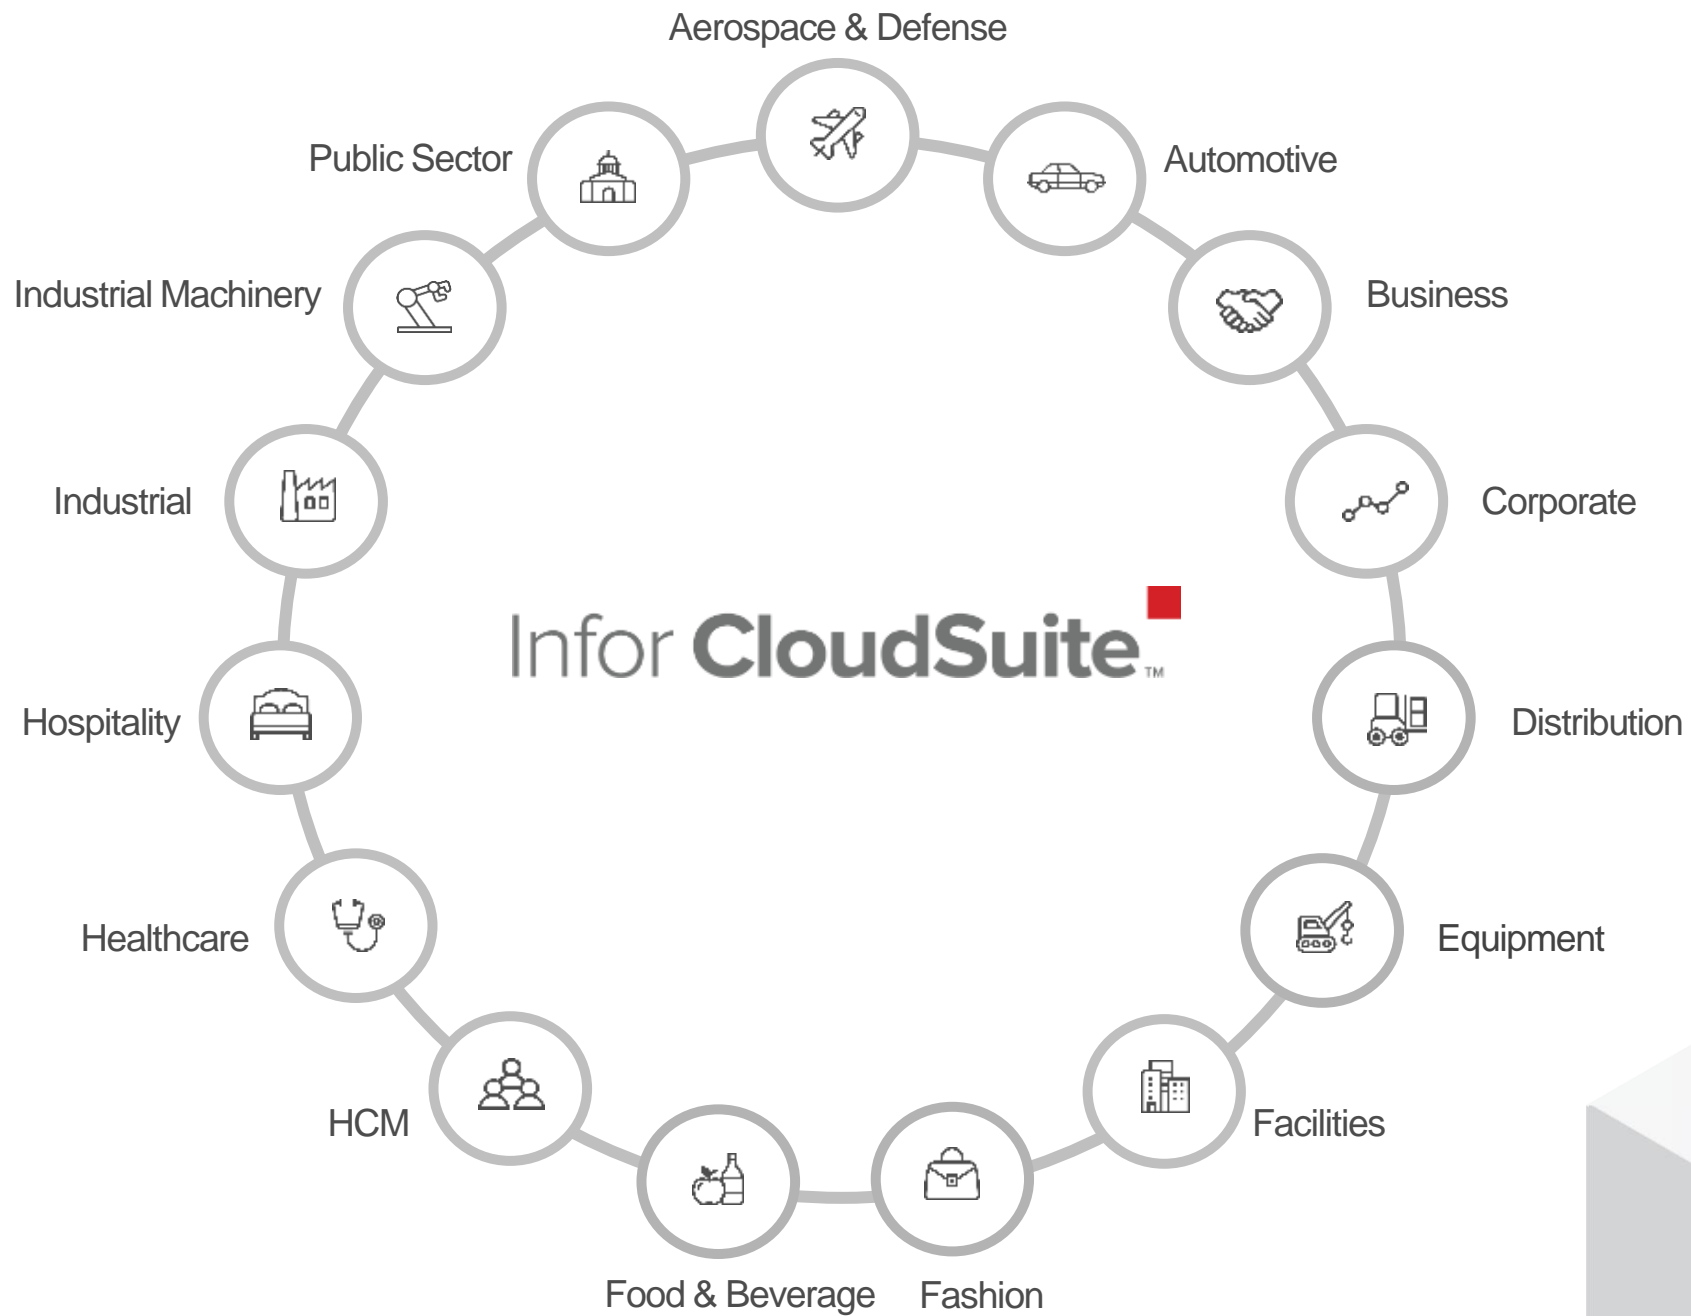 Aerospace & Defense
Public Sector
Automotive
Industrial Machinery
Business
Industrial
Corporate
Infor CloudSuite™
Hospitality
Distribution
Healthcare
Equipment
HCM
Facilities
Food & Beverage
Fashion